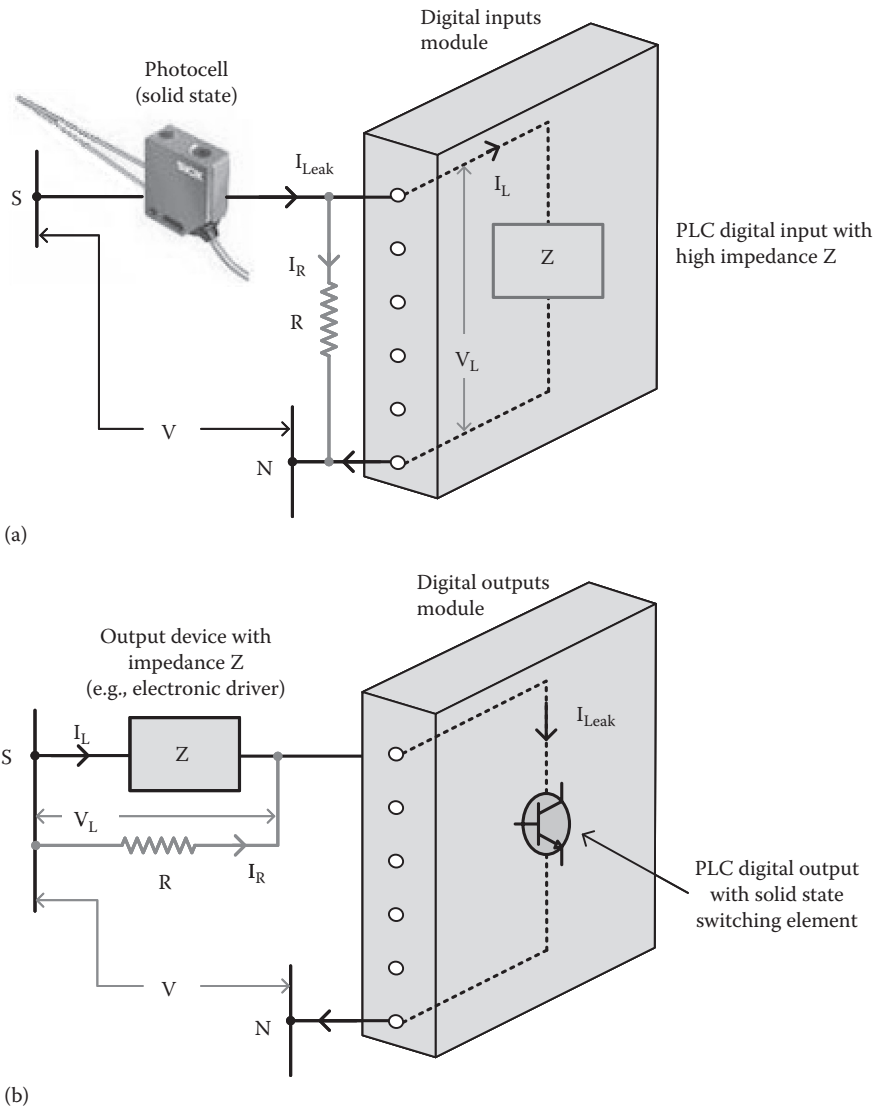 Digital inputs
module
Photocell
(solid state)
I_Leak
S
I_L
I_R
R
Z
V_L
PLC digital input with
high impedance Z
V
N
(a)
Digital outputs
module
Output device with
impedance Z
(e.g., electronic driver)
I_L
I_Leak
S
Z
V_L
R
I_R
PLC digital output
with solid state
switching element
V
N
(b)